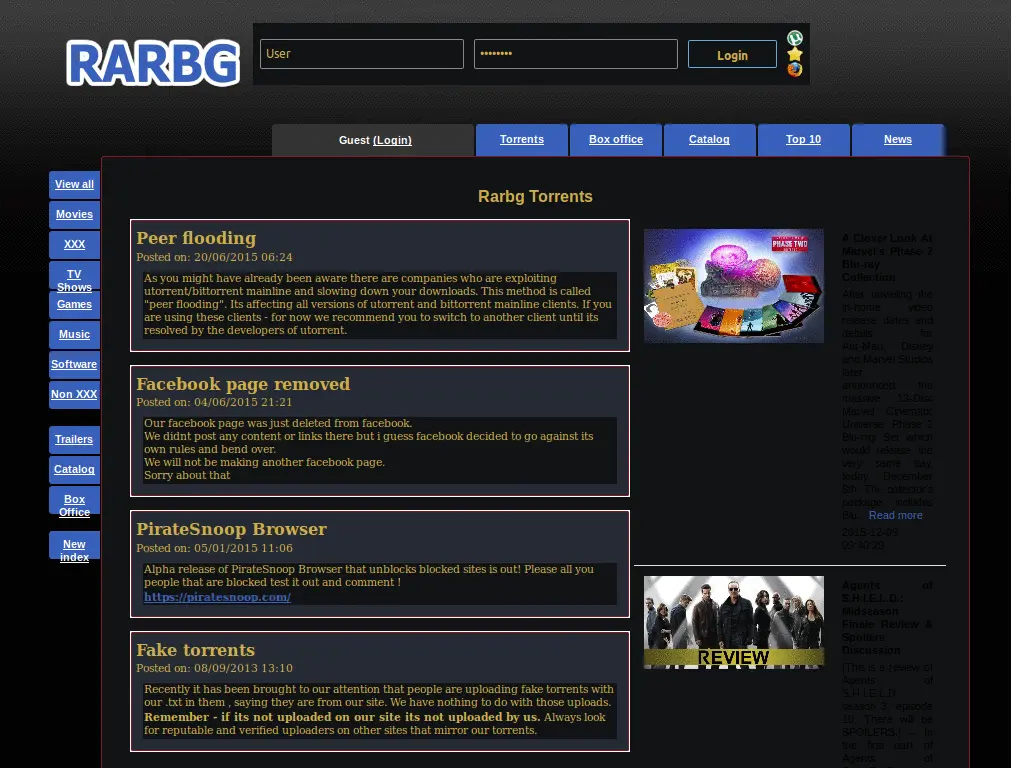 RARBG
User
••••••••
Login
Guest (Login)
Torrents
Box office
Catalog
Top 10
News
View all
Movies
XXX
TV
Shows
Games
Music
Software
Non XXX
Trailers
Catalog
Box
Office
New
index
Rarbg Torrents
Peer flooding
Posted on: 20/06/2015 06:24
As you might have already been aware there are companies who are exploiting
utorrent/bittorrent mainline and slowing down your downloads. This method is called
"peer flooding". Its affecting all versions of utorrent and bittorrent mainline clients. If you
are using these clients - for now we recommend you to switch to another client until its
resolved by the developers of utorrent.
Facebook page removed
Posted on: 04/06/2015 21:21
Our facebook page was just deleted from facebook.
We didnt post any content or links there but i guess facebook decided to go against its
own rules and bend over.
We will not be making another facebook page.
Sorry about that
PirateSnoop Browser
Posted on: 05/01/2015 11:06
Alpha release of PirateSnoop Browser that unblocks blocked sites is out! Please all you
people that are blocked test it out and comment !
https://piratesnoop.com/
Fake torrents
Posted on: 08/09/2013 13:10
Recently it has been brought to our attention that people are uploading fake torrents with
our .txt in them , saying they are from our site. We have nothing to do with those uploads.
Remember - if its not uploaded on our site its not uploaded by us. Always look
for reputable and verified uploaders on other sites that mirror our torrents.
PHASE TWO
A Closer Look At
Marvel's Phase 2
Blu-ray
Collection
After unveiling the
in-home video
release dates and
details for
Ant-Man, Disney
and Marvel Studios
later
announced the
massive 13-Disc
Marvel Cinematic
Universe Phase 2
Blu-ray Set which
would release the
very same day,
today December
8th. The collector's
package includes
Blu... Read more
2015-12-09
REVIEW
Agents of
S.H.I.E.L.D.:
Midseason
Finale Review &
Spoilers
Discussion
[This is a review of
Agents of
S.H.I.E.L.D
season 3, episode
10. There will be
SPOILERS.] -- In
the first part of
Agents of